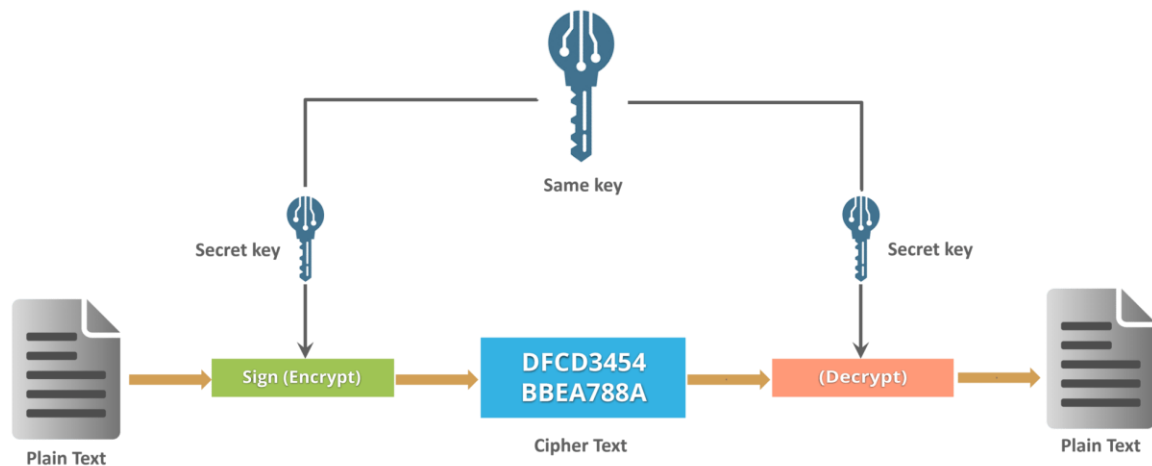 Same key
Secret key
Secret key
Sign (Encrypt)
DFCD3454
BBEA788A
(Decrypt)
Plain Text
Cipher Text
Plain Text